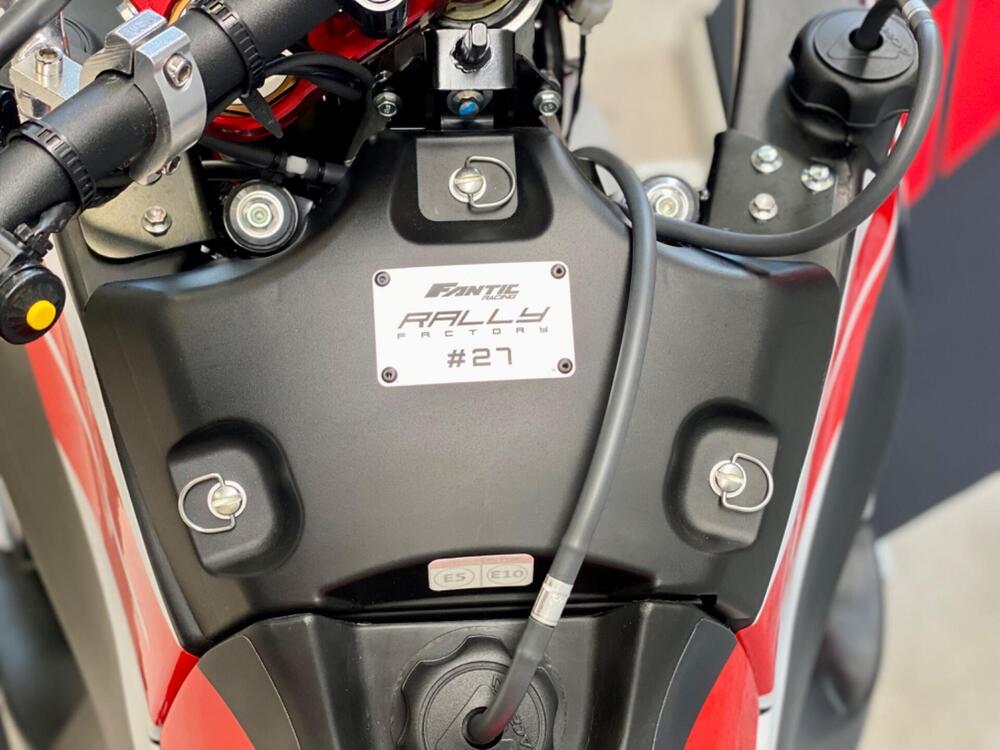 FANTIC
RACING
RALLY
FACTORY
#27
E5 E10